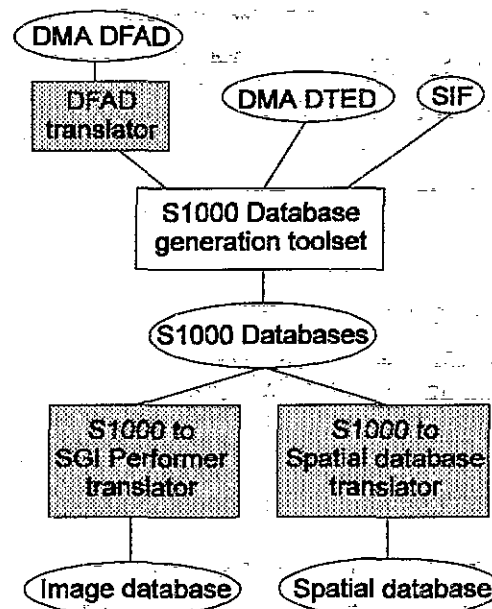 DMA DFAD
DFAD
translator
DMA DTED
SIF
S1000 Database
generation toolset
S1000 Databases
S1000 to
SGI Performer
translator
S1000 to
Spatial database
translator
Image database
Spatial database